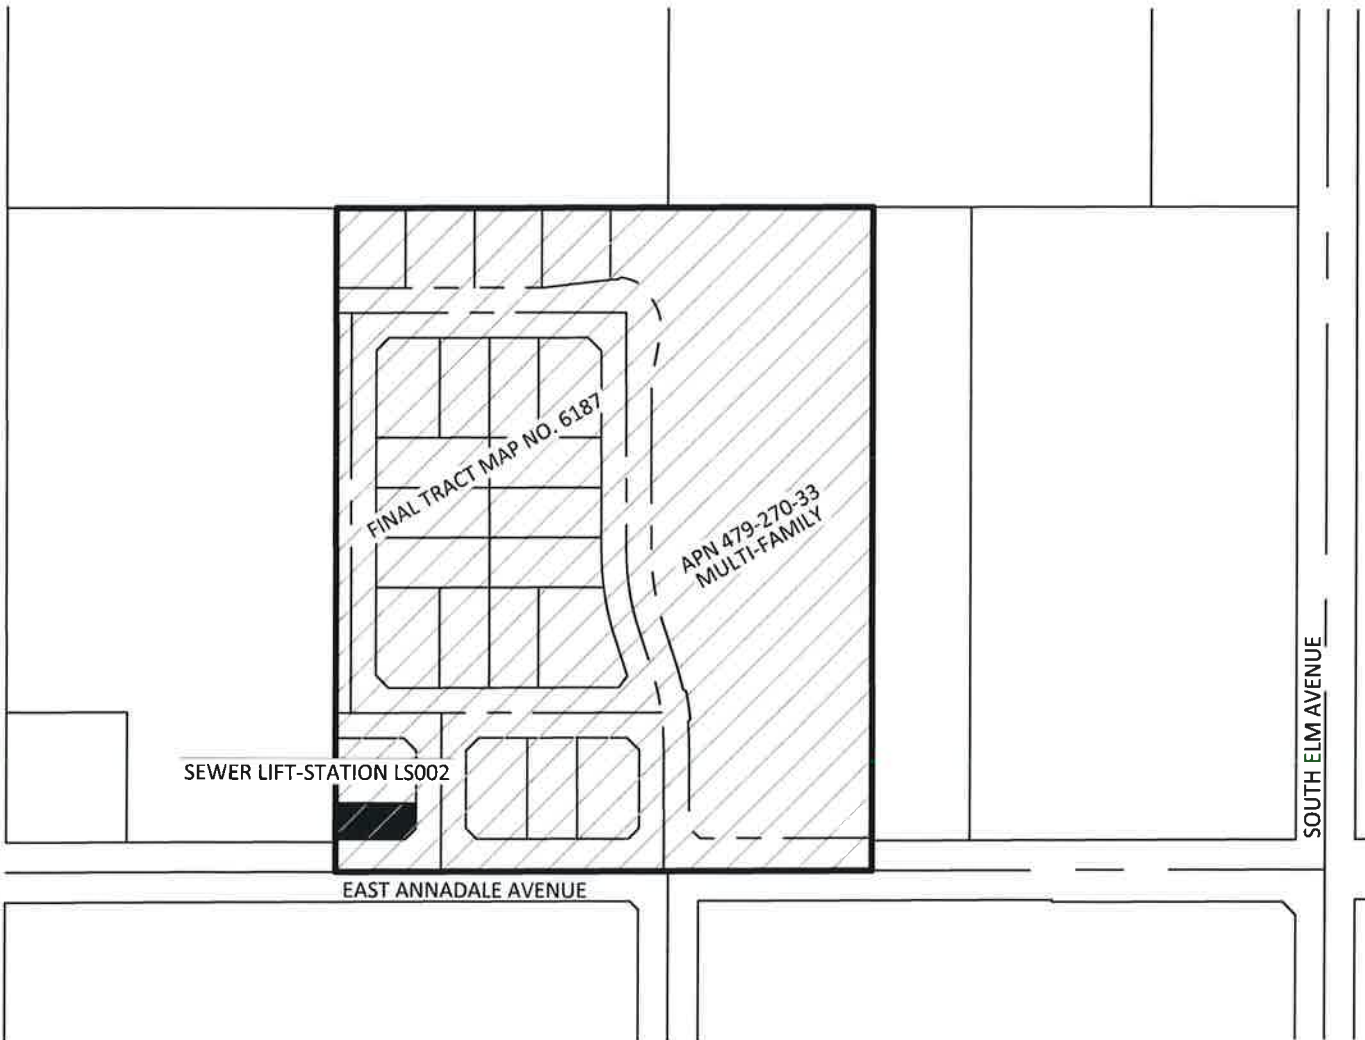 FINAL TRACT MAP NO. 6187
APN 479-270-33
MULTI-FAMILY
SOUTH ELM AVENUE
SEWER LIFT-STATION LS002
EAST ANNADALE AVENUE